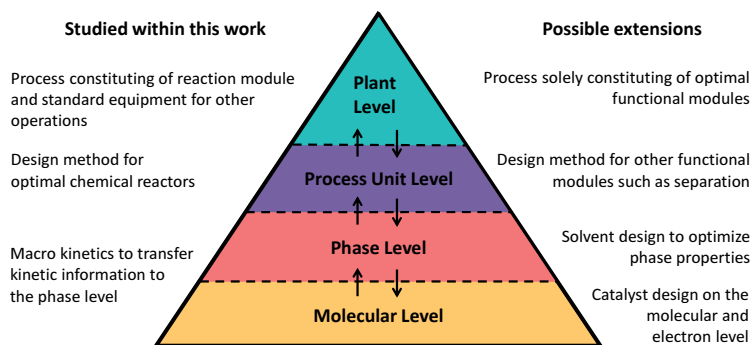 Studied within this work
Possible extensions
Process constituting of reaction module
and standard equipment for other
operations
Plant
Level
Process solely constituting of optimal
functional modules
Design method for
optimal chemical reactors
Process Unit Level
Design method for other functional
modules such as separation
Macro kinetics to transfer
kinetic information to
the phase level
Phase Level
Solvent design to optimize
phase properties
Molecular Level
Catalyst design on the
molecular and
electron level